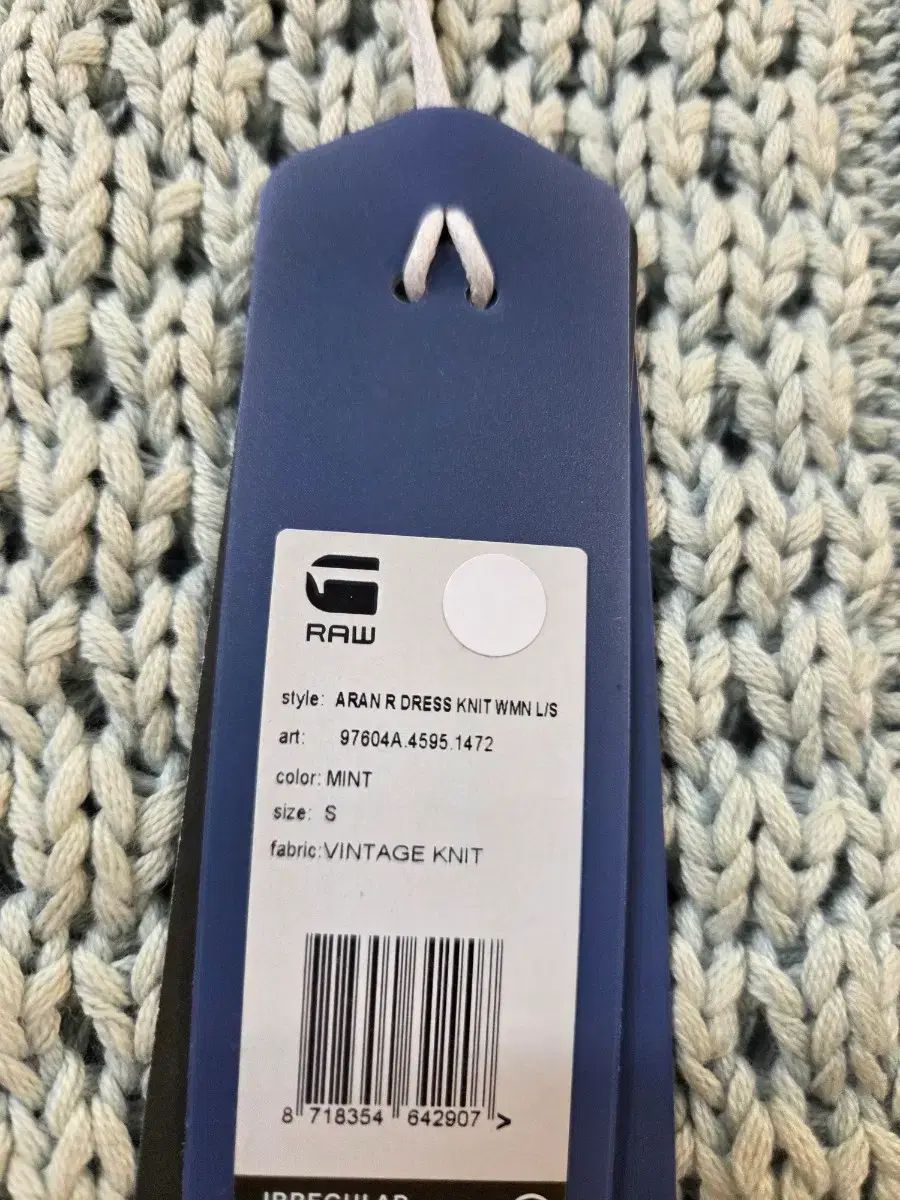 RAW
style: ARAN R DRESS KNIT WMN L/S
art: 97604A.4595.1472
color: MINT
size: S
fabric: VINTAGE KNIT
8 718354 642907 >
IRREGULAR